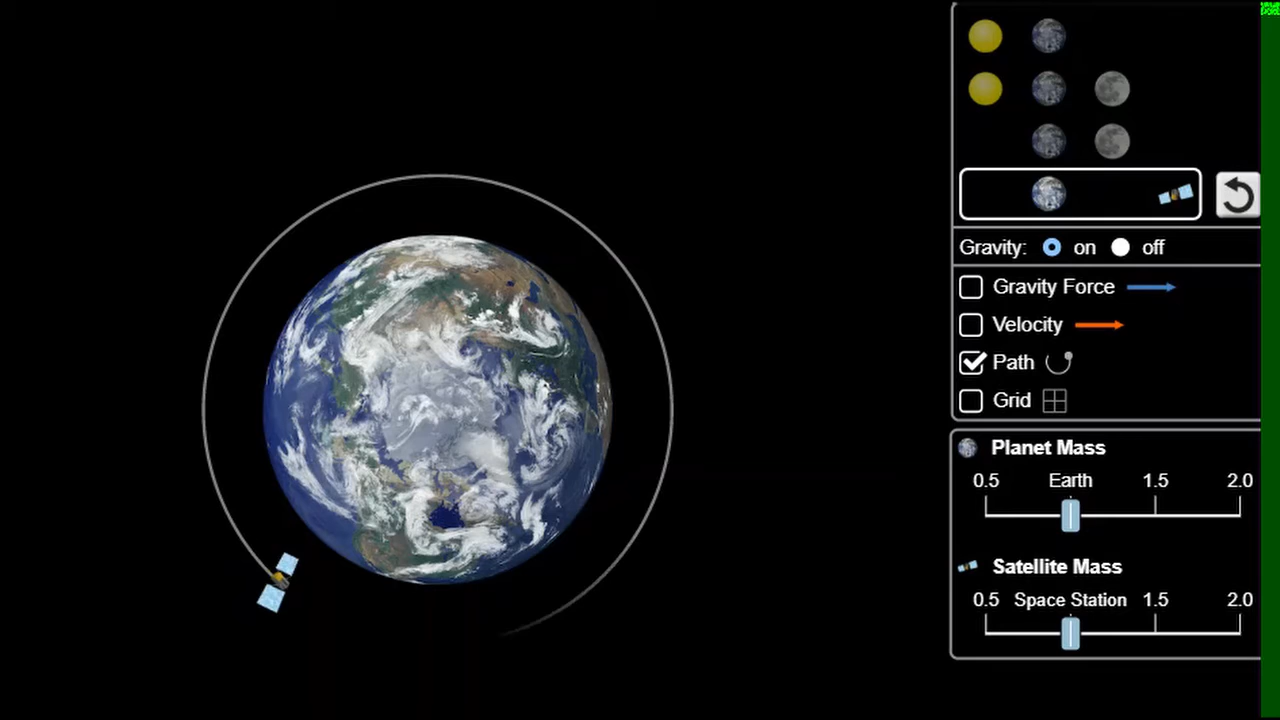 Gravity: on off
Gravity Force
Velocity
Path
Grid
Planet Mass
0.5 Earth 1.5 2.0
Satellite Mass
0.5 Space Station 1.5 2.0